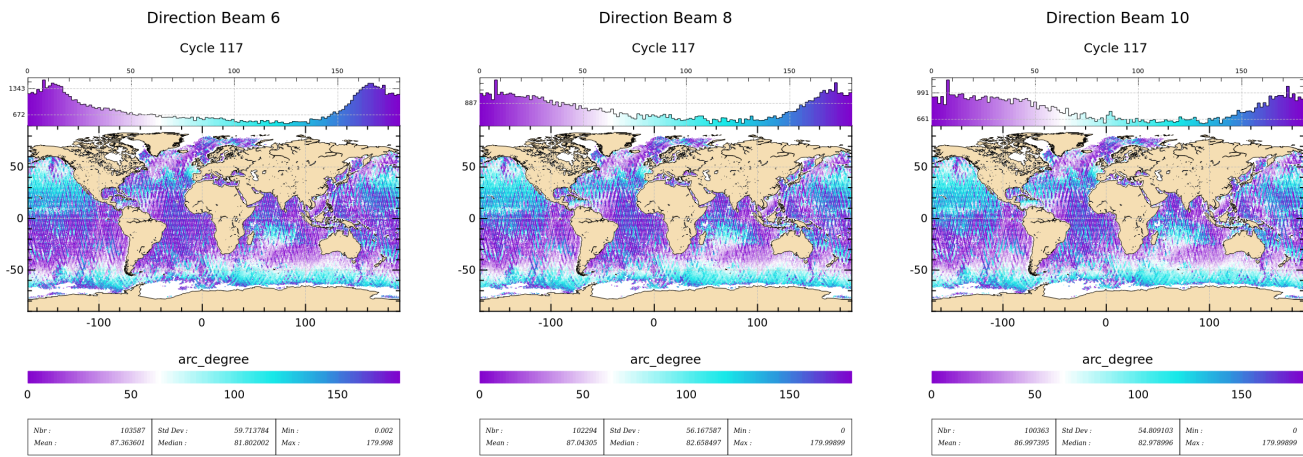 Direction Beam 6
Cycle 117
0 50 100 150
1343
672
50
0
-50
-100 0 100
arc_degree
0 50 100 150
Nbr : 103587 Std Dev : 59.713784 Min : 0.002
Mean : 87.363601 Median : 81.802002 Max : 179.998
Direction Beam 8
Cycle 117
0 50 100 150
887
50
0
-50
-100 0 100
arc_degree
0 50 100 150
Nbr : 102294 Std Dev : 56.167587 Min : 0
Mean : 87.04305 Median : 82.658497 Max : 179.99899
Direction Beam 10
Cycle 117
0 50 100 150
991
661
50
0
-50
-100 0 100
arc_degree
0 50 100 150
Nbr : 100363 Std Dev : 54.809103 Min : 0
Mean : 86.997395 Median : 82.978996 Max : 179.99899